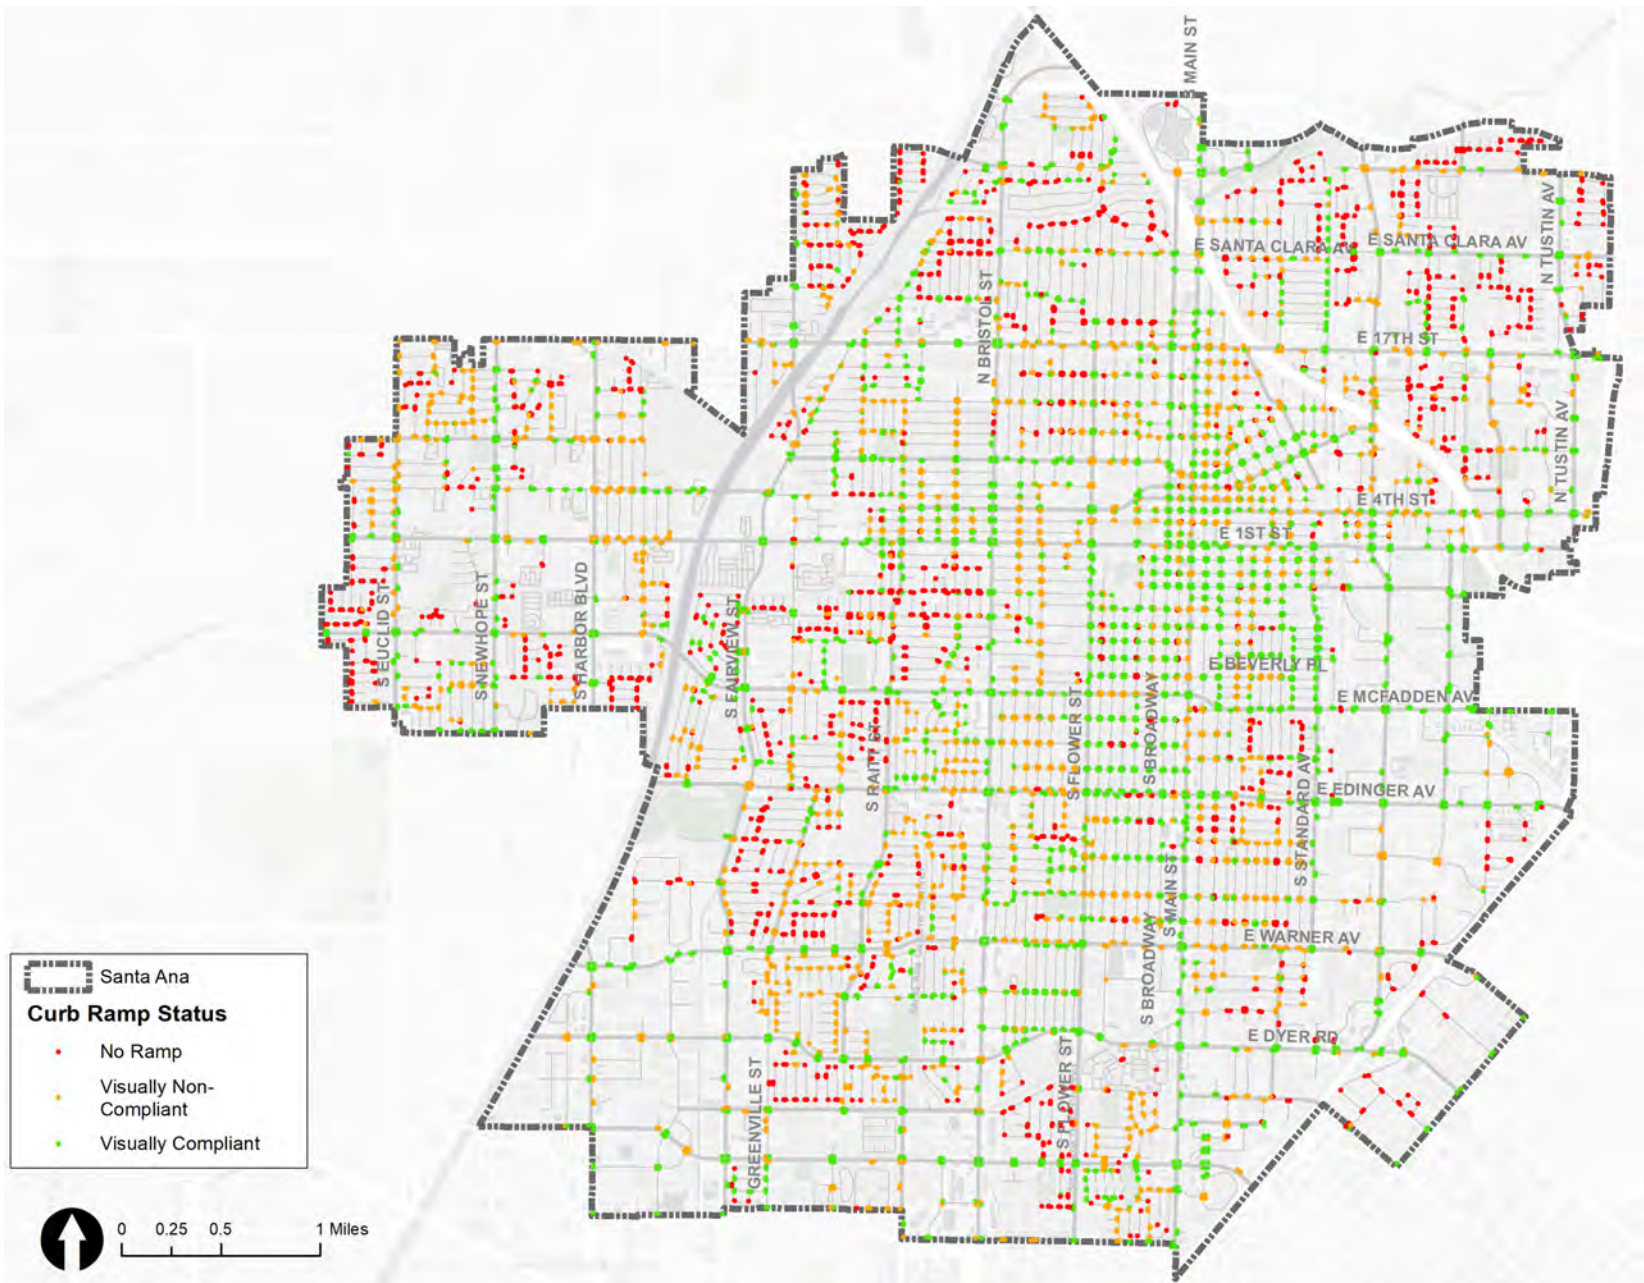 S MAIN ST
N TUSTIN AV
E SANTA CLARA AV
E SANTA CLARA AV
N BRISTOL ST
E 17TH ST
N TUSTIN AV
E 4TH ST
E 1ST ST
S EUCLID ST
S NEWHOPE ST
S HARBOR BLVD
S FAIRVIEW ST
E BEVERLY PL
E MCFADDEN AV
S RAITT ST
S FLOWER ST
S BROADWAY
E EDINGER AV
S STANDARD AV
S MAIN ST
E WARNER AV
S BROADWAY
E DYER RD
GREENVILLE ST
S FLOWER ST
Santa Ana
Curb Ramp Status
No Ramp
Visually Non-
Compliant
Visually Compliant
0 0.25 0.5 1 Miles